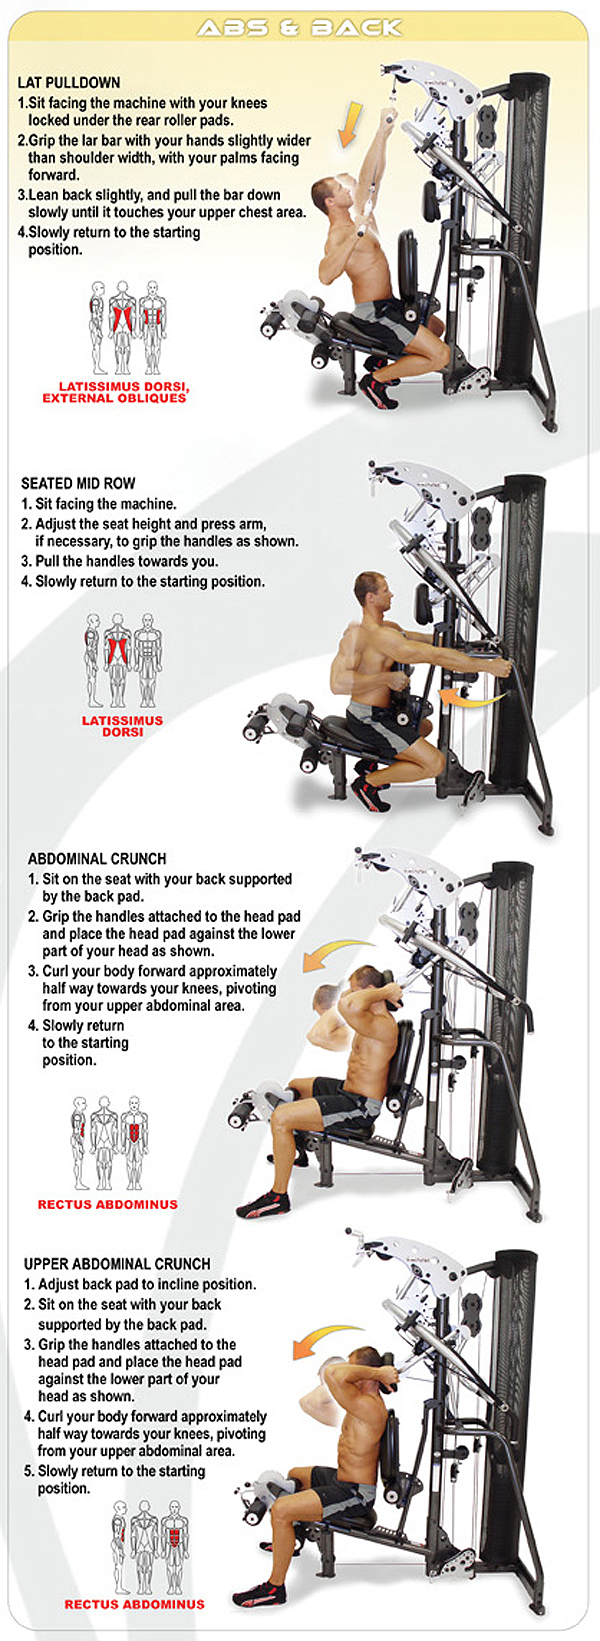 ABS & BACK
LAT PULLDOWN
1.Sit facing the machine with your knees
locked under the rear roller pads.
2.Grip the lar bar with your hands slightly wider
than shoulder width, with your palms facing
forward.
3.Lean back slightly, and pull the bar down
slowly until it touches your upper chest area.
4.Slowly return to the starting
position.
LATISSIMUS DORSI,
EXTERNAL OBLIQUES
SEATED MID ROW
1. Sit facing the machine.
2. Adjust the seat height and press arm,
if necessary, to grip the handles as shown.
3. Pull the handles towards you.
4. Slowly return to the starting position.
LATISSIMUS
DORSI
ABDOMINAL CRUNCH
1. Sit on the seat with your back supported
by the back pad.
2. Grip the handles attached to the head pad
and place the head pad against the lower
part of your head as shown.
3. Curl your body forward approximately
half way towards your knees, pivoting
from your upper abdominal area.
4. Slowly return
to the starting
position.
RECTUS ABDOMINUS
UPPER ABDOMINAL CRUNCH
1. Adjust back pad to incline position.
2. Sit on the seat with your back
supported by the back pad.
3. Grip the handles attached to the
head pad and place the head pad
against the lower part of your
head as shown.
4. Curl your body forward approximately
half way towards your knees, pivoting
from your upper abdominal area.
5. Slowly return to the starting
position.
RECTUS ABDOMINUS